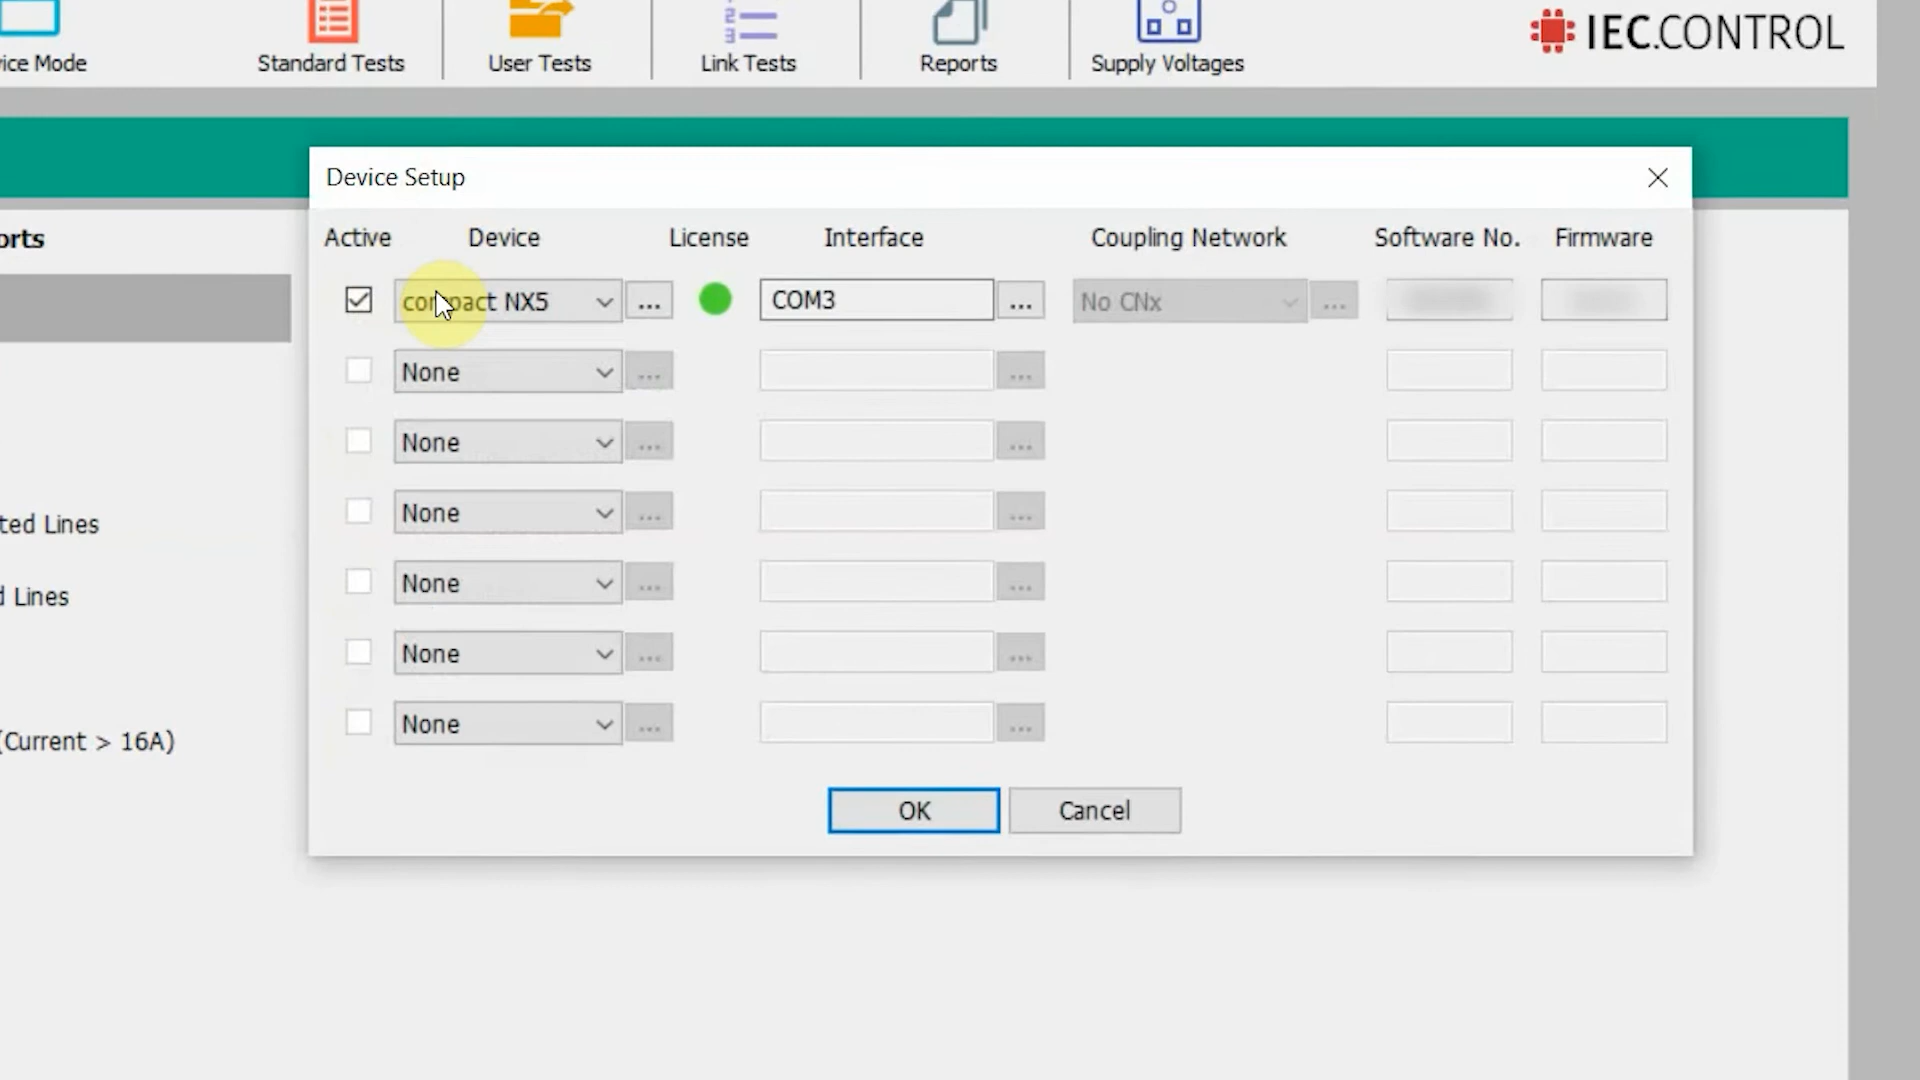 ice Mode
Standard Tests
User Tests
Link Tests
Reports
Supply Voltages
IEC.CONTROL
Device Setup
orts
Active Device License Interface Coupling Network Software No. Firmware
compact NX5 ... COM3 ... No CNx ...
None ... ...
None ... ...
None ... ...
None ... ...
None ... ...
None ... ...
ted Lines
d Lines
(Current > 16A)
OK Cancel